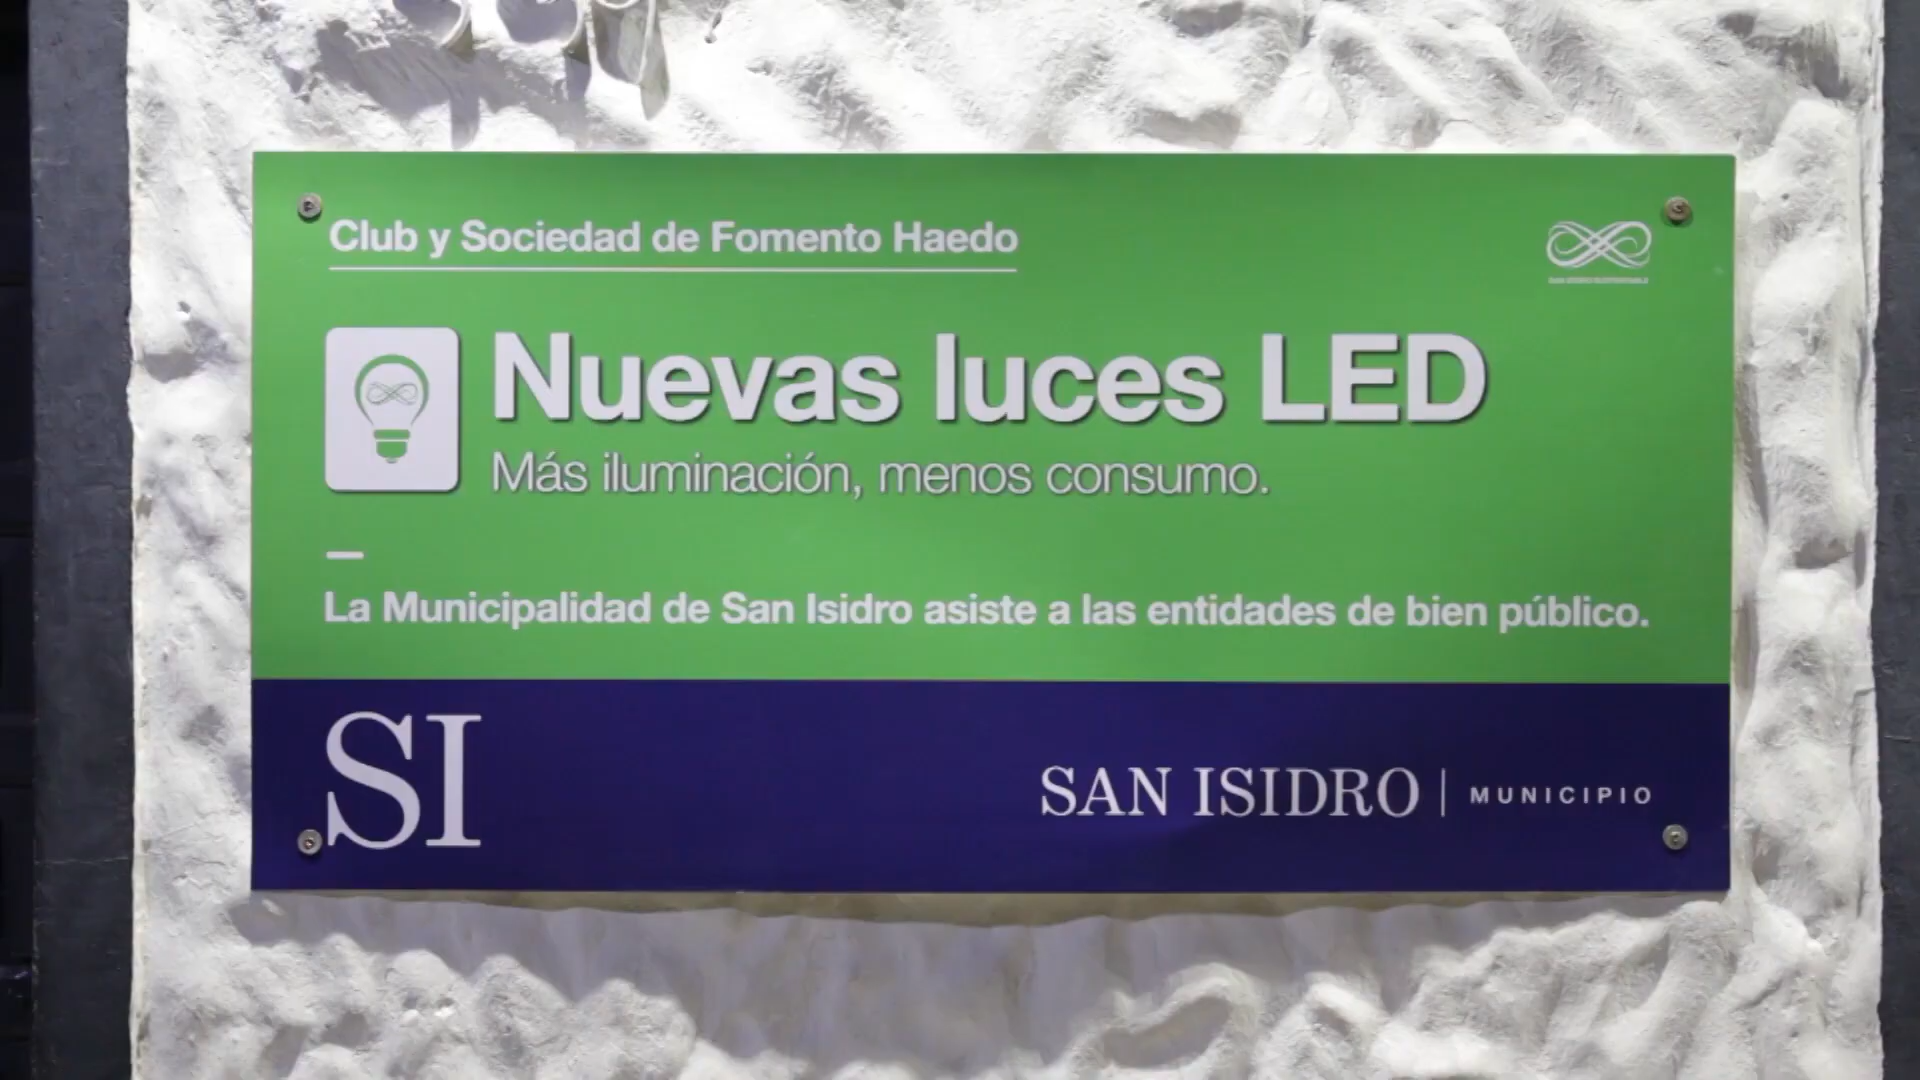 Club y Sociedad de Fomento Haedo
Nuevas luces LED
Más iluminación, menos consumo.
La Municipalidad de San Isidro asiste a las entidades de bien público.
SI
SAN ISIDRO | MUNICIPIO